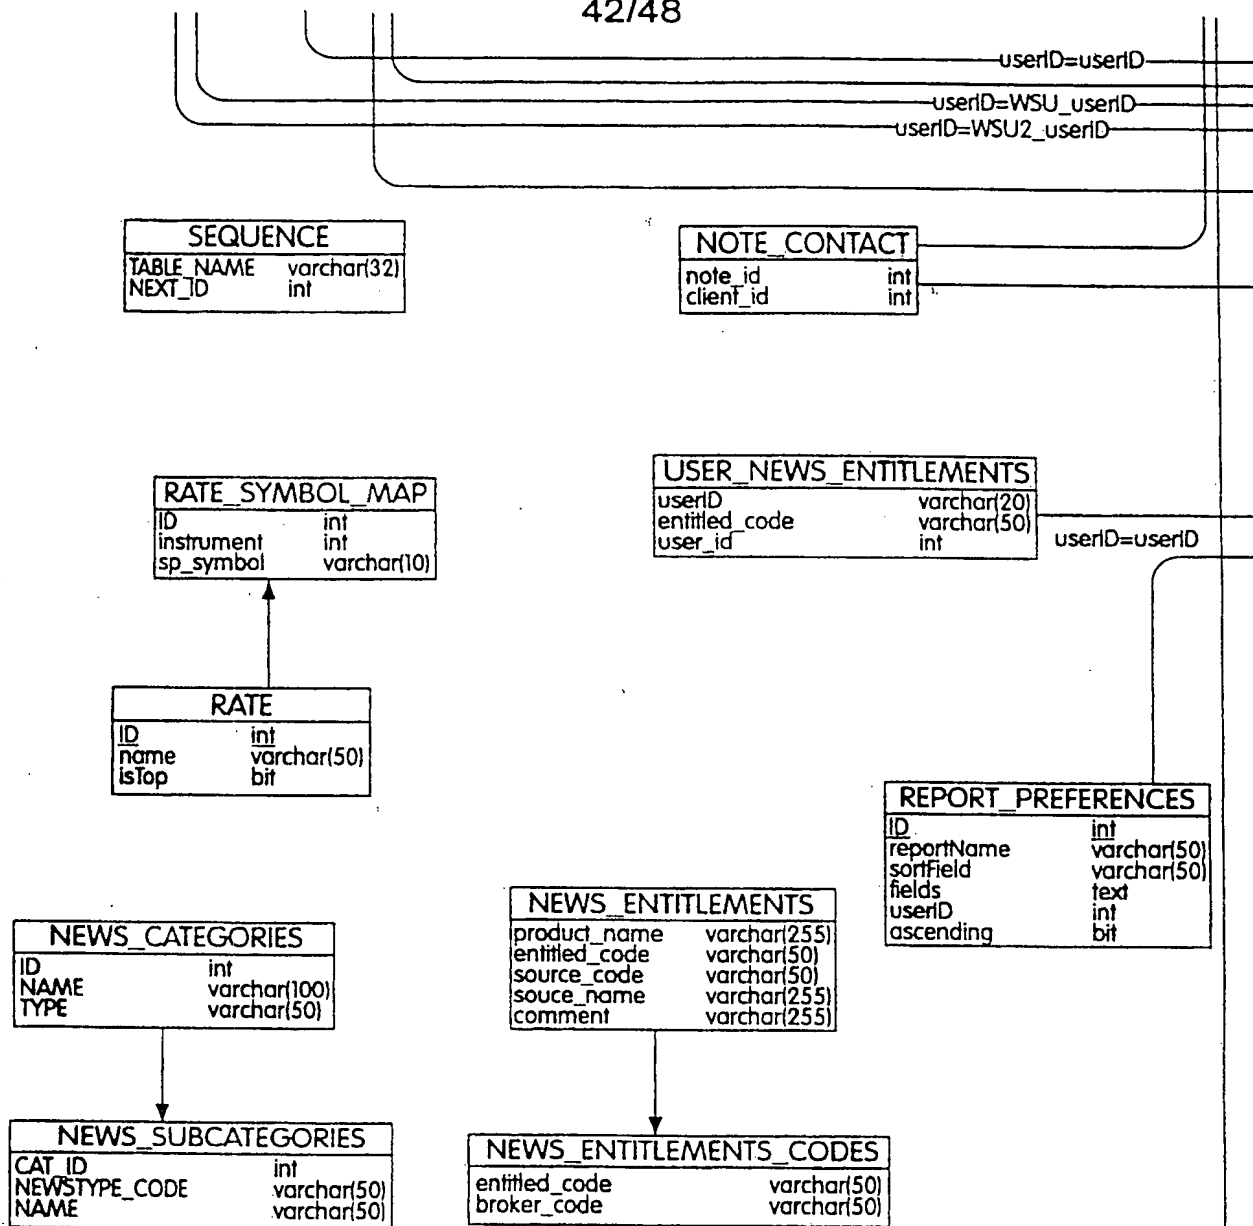 42/48
userID=userID
userID=WSU_userID
userID=WSU2_userID
SEQUENCE
TABLE_NAME varchar(32)
NEXT_ID int
NOTE_CONTACT
note_id int
client_id int
RATE_SYMBOL_MAP
ID int
instrument int
sp_symbol varchar(10)
USER_NEWS_ENTITLEMENTS
userID varchar(20)
entitled_code varchar(50)
user_id int
userID=userID
RATE
ID int
name varchar(50)
isTop bit
REPORT_PREFERENCES
ID int
reportName varchar(50)
sortField varchar(50)
fields text
userID int
ascending bit
NEWS_CATEGORIES
ID int
NAME varchar(100)
TYPE varchar(50)
NEWS_ENTITLEMENTS
product_name varchar(255)
entitled_code varchar(50)
source_code varchar(50)
souce_name varchar(255)
comment varchar(255)
NEWS_SUBCATEGORIES
CAT_ID int
NEWSTYPE_CODE varchar(50)
NAME varchar(50)
NEWS_ENTITLEMENTS_CODES
entitled_code varchar(50)
broker_code varchar(50)